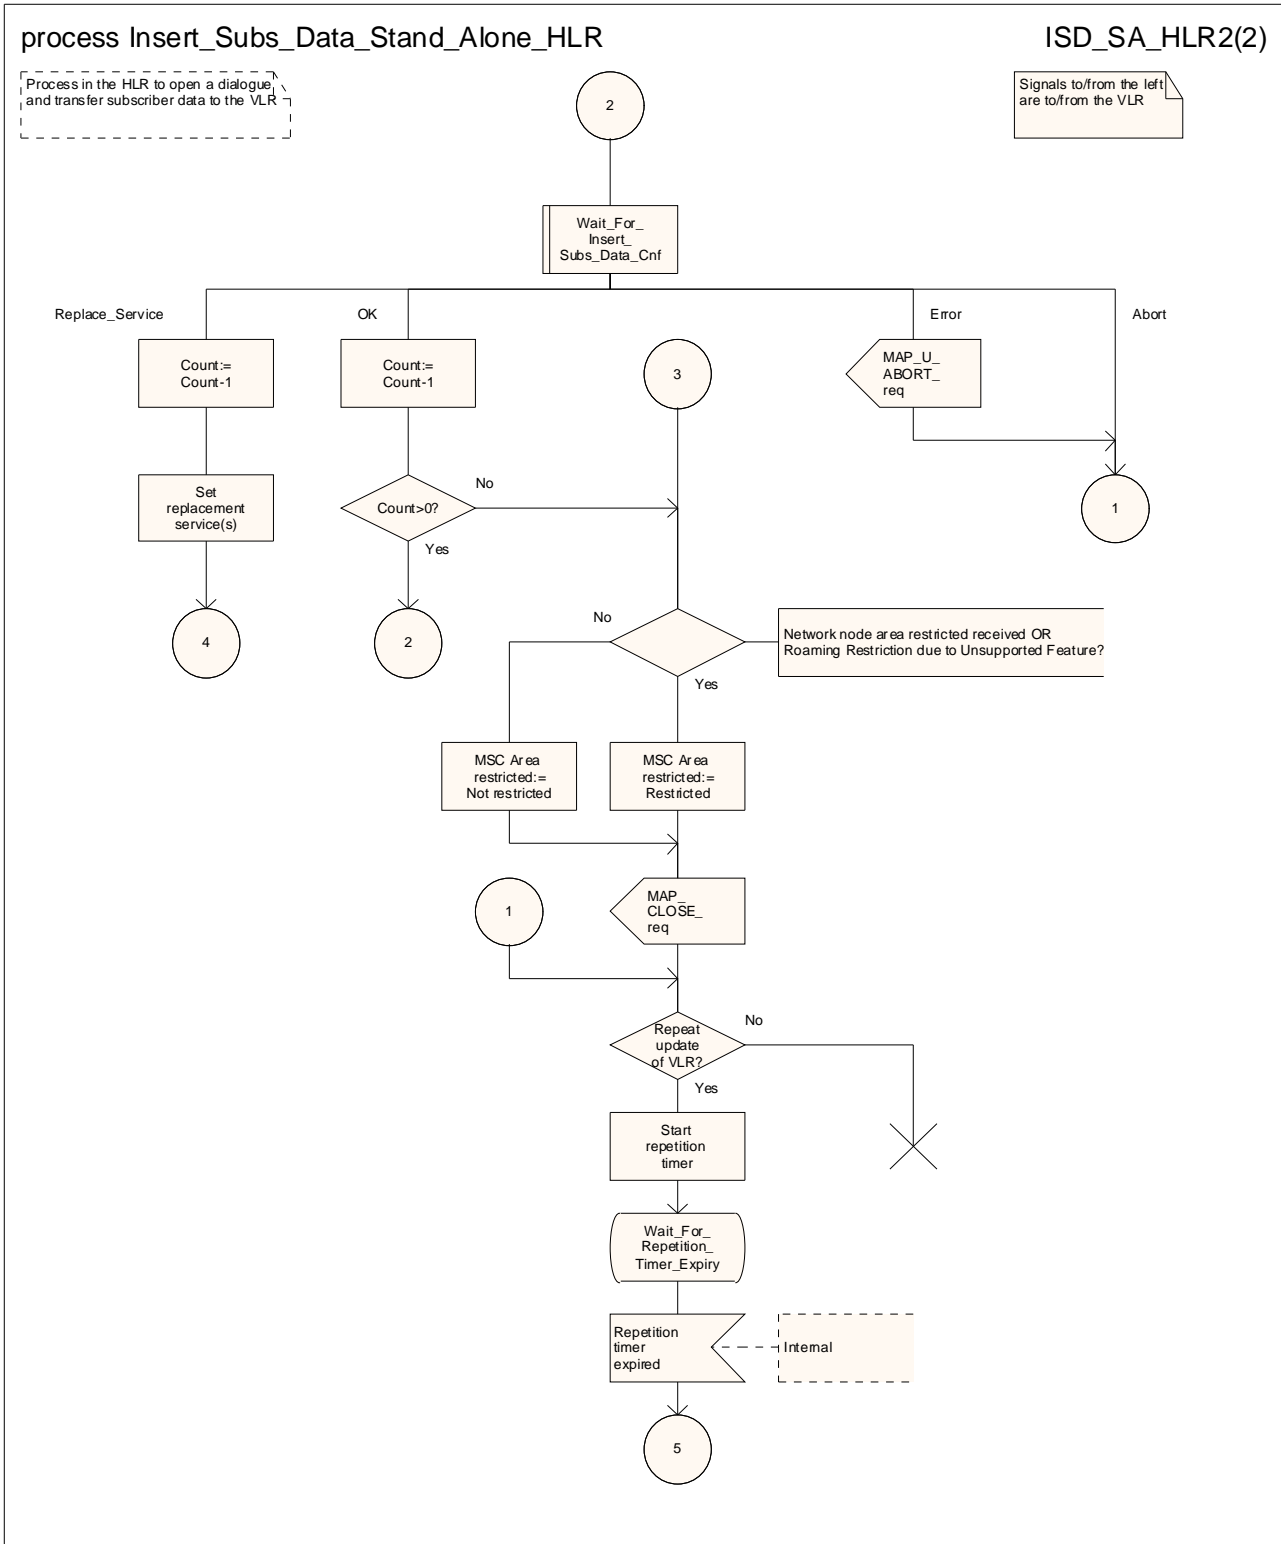 process Insert_Subs_Data_Stand_Alone_HLR
ISD_SA_HLR2(2)
Process in the HLR to open a dialogue
and transfer subscriber data to the VLR
2
Signals to/from the left
are to/from the VLR
Wait_For_
Insert_
Subs_Data_Cnf
Replace_Service
OK
Error
Abort
Count:=
Count-1
Count:=
Count-1
3
MAP_U_
ABORT_
req
Set
replacement
service(s)
Count>0?
No
Yes
1
4
2
No
Yes
Network node area restricted received OR
Roaming Restriction due to Unsupported Feature?
MSC Area
restricted:=
Not restricted
MSC Area
restricted:=
Restricted
1
MAP_
CLOSE_
req
Repeat
update
of VLR?
No
Yes
Start
repetition
timer
Wait_For_
Repetition_
Timer_Expiry
Repetition
timer
expired
Internal
5